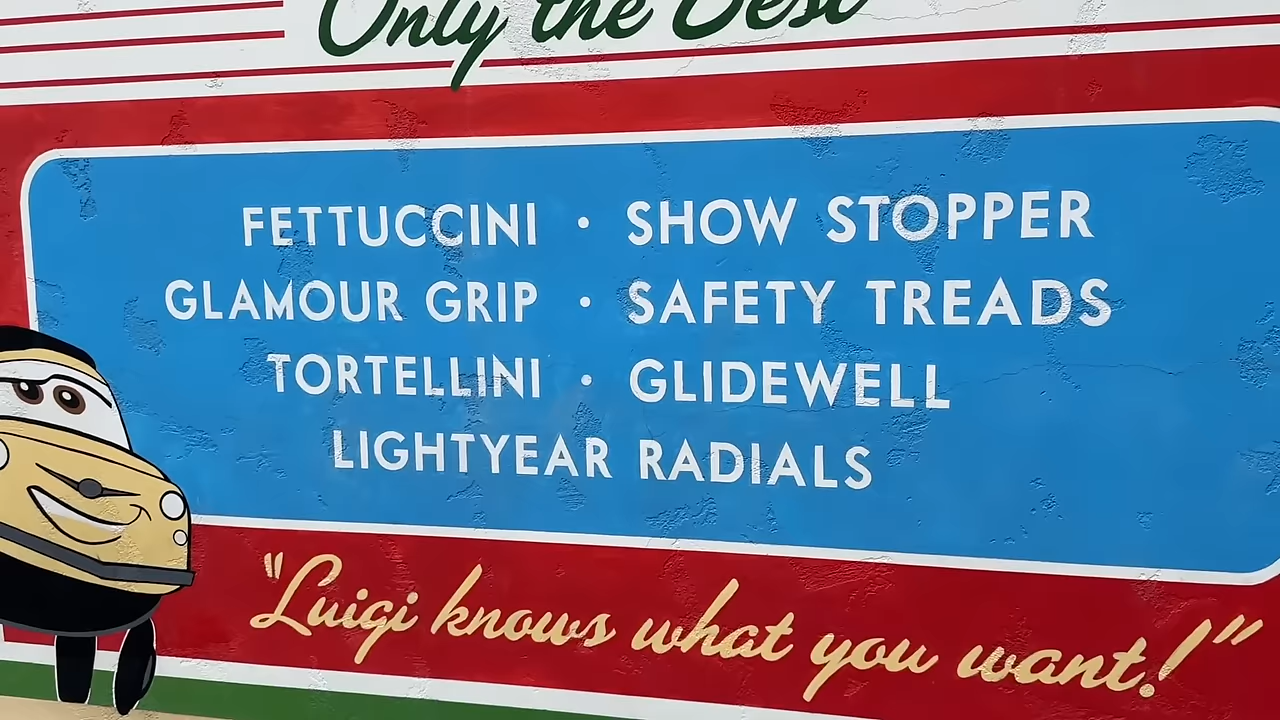 Only the Best
FETTUCCINI • SHOW STOPPER
GLAMOUR GRIP • SAFETY TREADS
TORTELLINI • GLIDEWELL
LIGHTYEAR RADIALS
"Luigi knows what you want!"